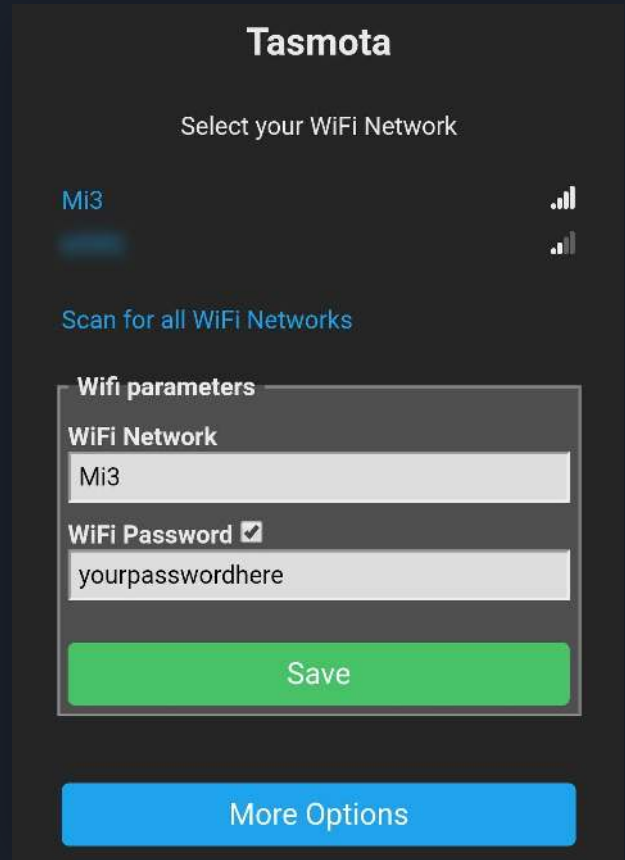 Tasmota
Select your WiFi Network
Mi3
Scan for all WiFi Networks
Wifi parameters
WiFi Network
Mi3
WiFi Password
yourpasswordhere
Save
More Options